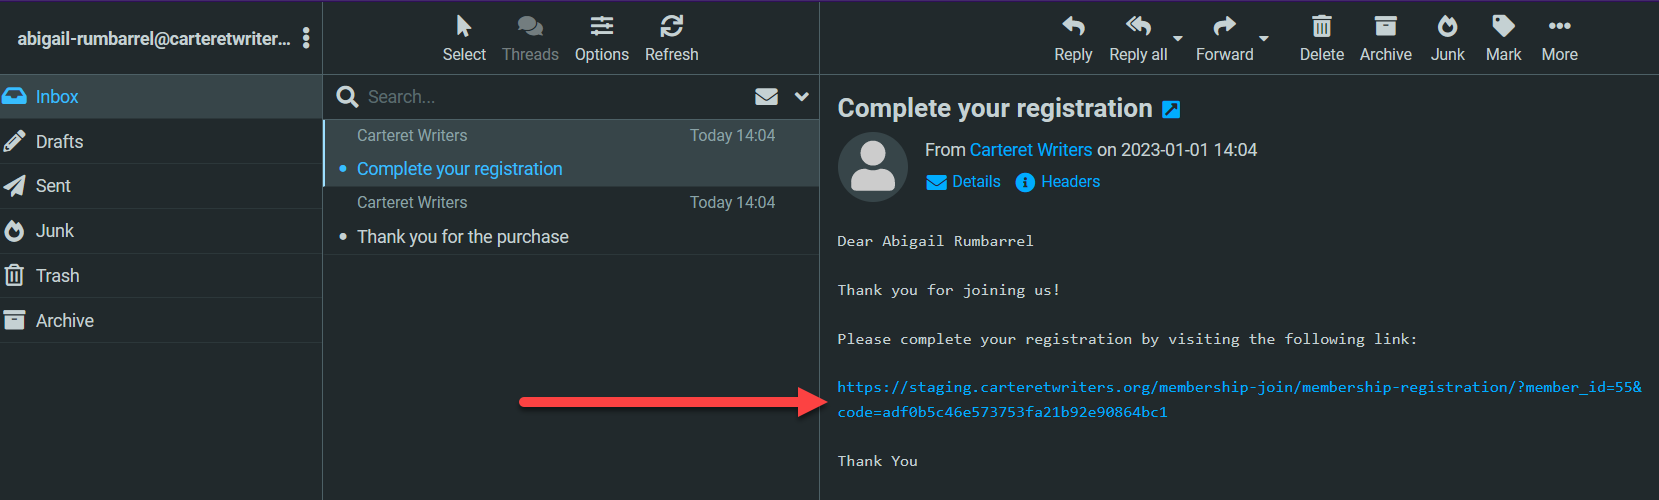 abigail-rumbarrel@carteretwriter...
Select Threads Options Refresh
Reply Reply all Forward Delete Archive Junk Mark More
Inbox
Drafts
Sent
Junk
Trash
Archive
Search...
Carteret Writers Today 14:04
Complete your registration
Carteret Writers Today 14:04
Thank you for the purchase
Complete your registration
From Carteret Writers on 2023-01-01 14:04
Details Headers
Dear Abigail Rumbarrel
Thank you for joining us!
Please complete your registration by visiting the following link:
https://staging.carteretwriters.org/membership-join/membership-registration/?member_id=55&
code=adf0b5c46e573753fa21b92e90864bc1
Thank You